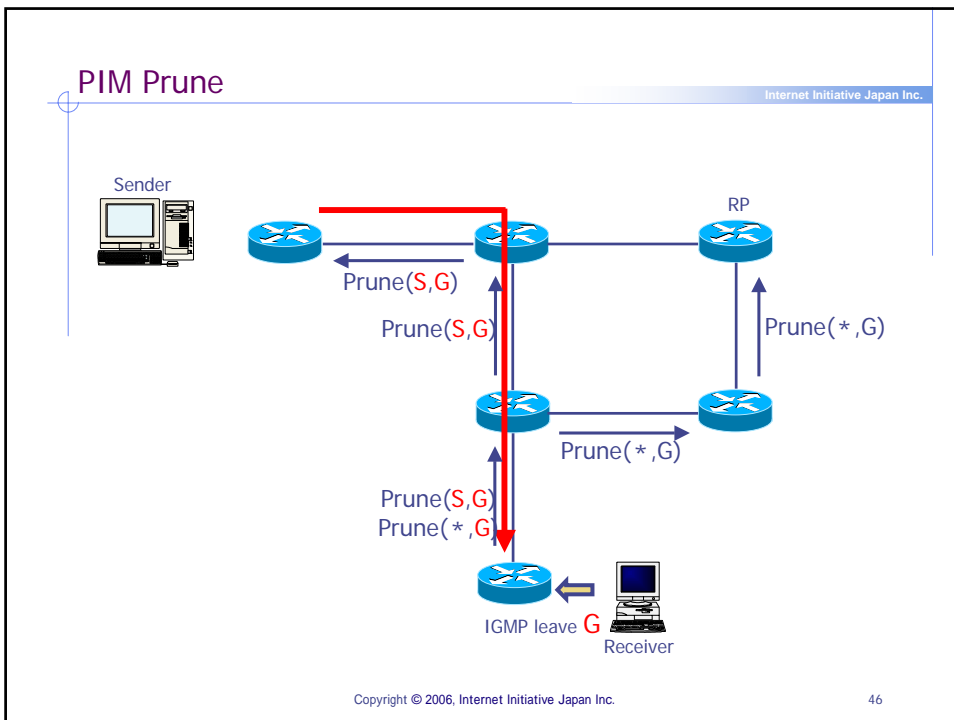 PIM Prune
Internet Initiative Japan Inc.
Sender
RP
Prune(S,G)
Prune(S,G)
Prune(*,G)
Prune(*,G)
Prune(S,G)
Prune(*,G)
IGMP leave G
Receiver
Copyright © 2006, Internet Initiative Japan Inc.
46